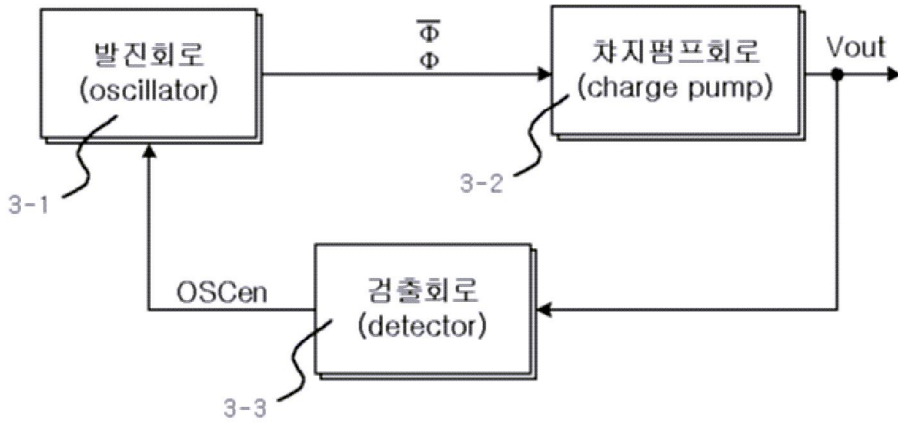 발진회로
(oscillator)
Φ̅
Φ
챠지펌프회로
(charge pump)
Vout
3-1
3-2
OSCen
검출회로
(detector)
3-3